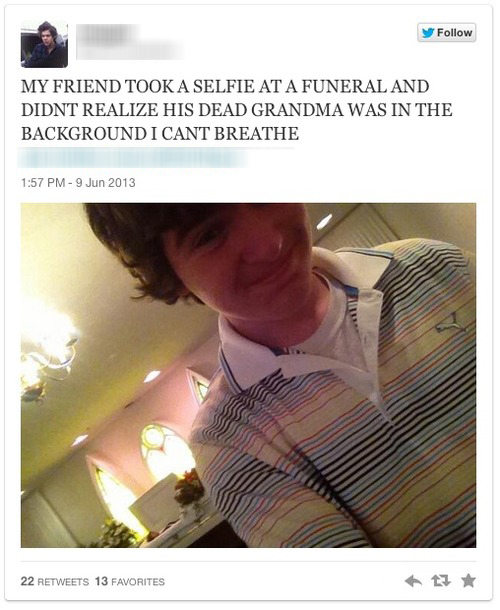 Follow
MY FRIEND TOOK A SELFIE AT A FUNERAL AND
DIDNT REALIZE HIS DEAD GRANDMA WAS IN THE
BACKGROUND I CANT BREATHE
1:57 PM - 9 Jun 2013
22 RETWEETS 13 FAVORITES